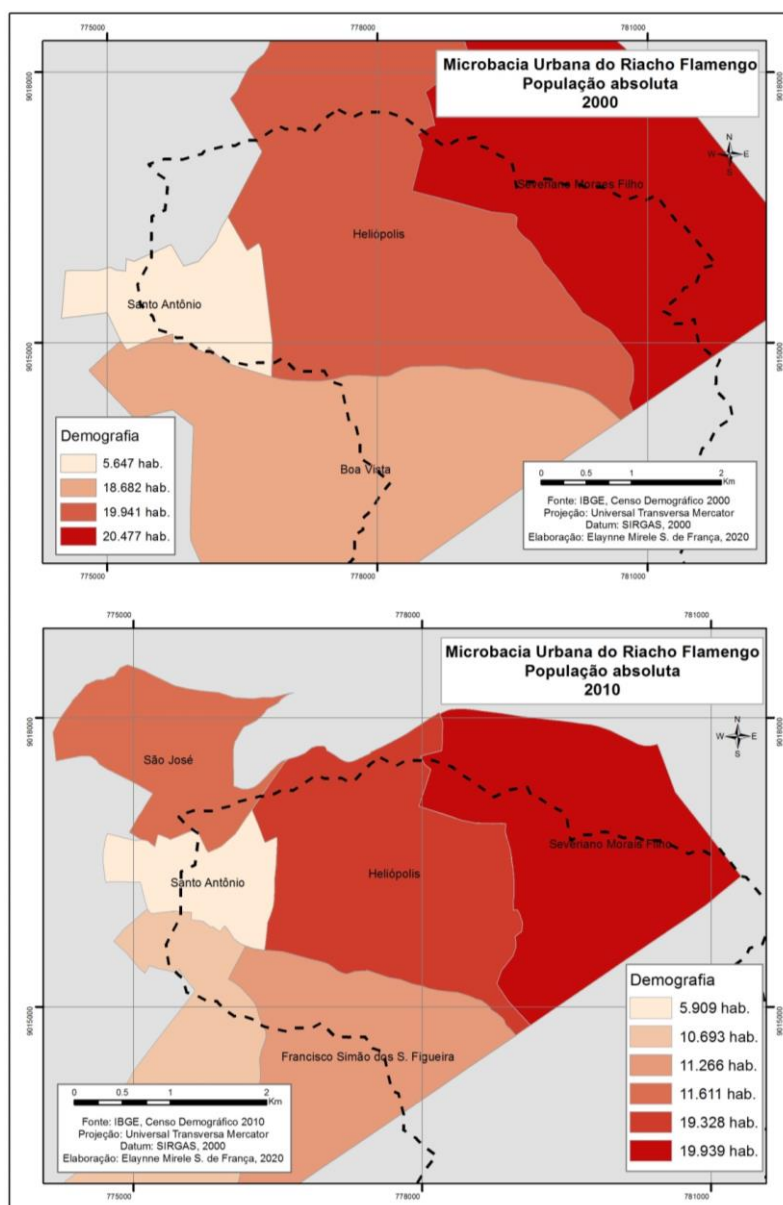 775000 778000 781000
Microbacia Urbana do Riacho Flamengo
População absoluta
2000
9018000 9018000
N
W E
S
Severiano Moraes Filho
Heliópolis
Santo Antônio
9015000 9015000
Demografia
5.647 hab.
18.682 hab.
19.941 hab.
20.477 hab.
Boa Vista
0 0.5 1 2
Km
Fonte: IBGE, Censo Demográfico 2000
Projeção: Universal Transversa Mercator
Datum: SIRGAS, 2000
Elaboração: Elaynne Mirele S. de França, 2020
775000 778000 781000
775000 778000 781000
Microbacia Urbana do Riacho Flamengo
População absoluta
2010
9018000 9018000
N
W E
S
São José
Severiano Morais Filho
Heliópolis
Santo Antônio
9015000 9015000
Francisco Simão dos S. Figueira
Demografia
5.909 hab.
10.693 hab.
11.266 hab.
11.611 hab.
19.328 hab.
19.939 hab.
0 0.5 1 2
Km
Fonte: IBGE, Censo Demográfico 2010
Projeção: Universal Transversa Mercator
Datum: SIRGAS, 2000
Elaboração: Elaynne Mirele S. de França, 2020
775000 778000 781000